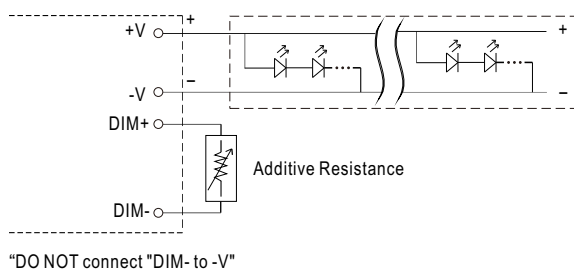 +V
+
-V
−
DIM+
DIM-
Additive Resistance
+
−
“DO NOT connect "DIM- to -V"